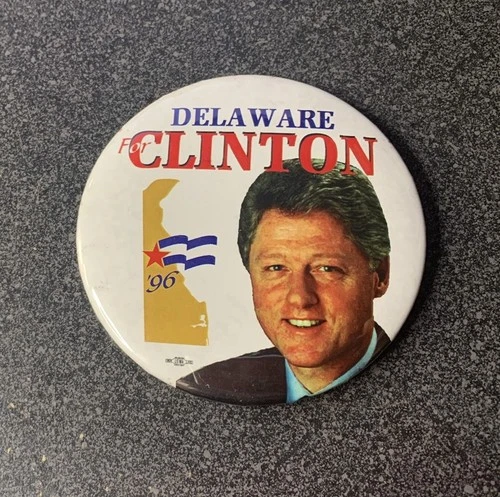 DELAWARE
For
CLINTON
'96